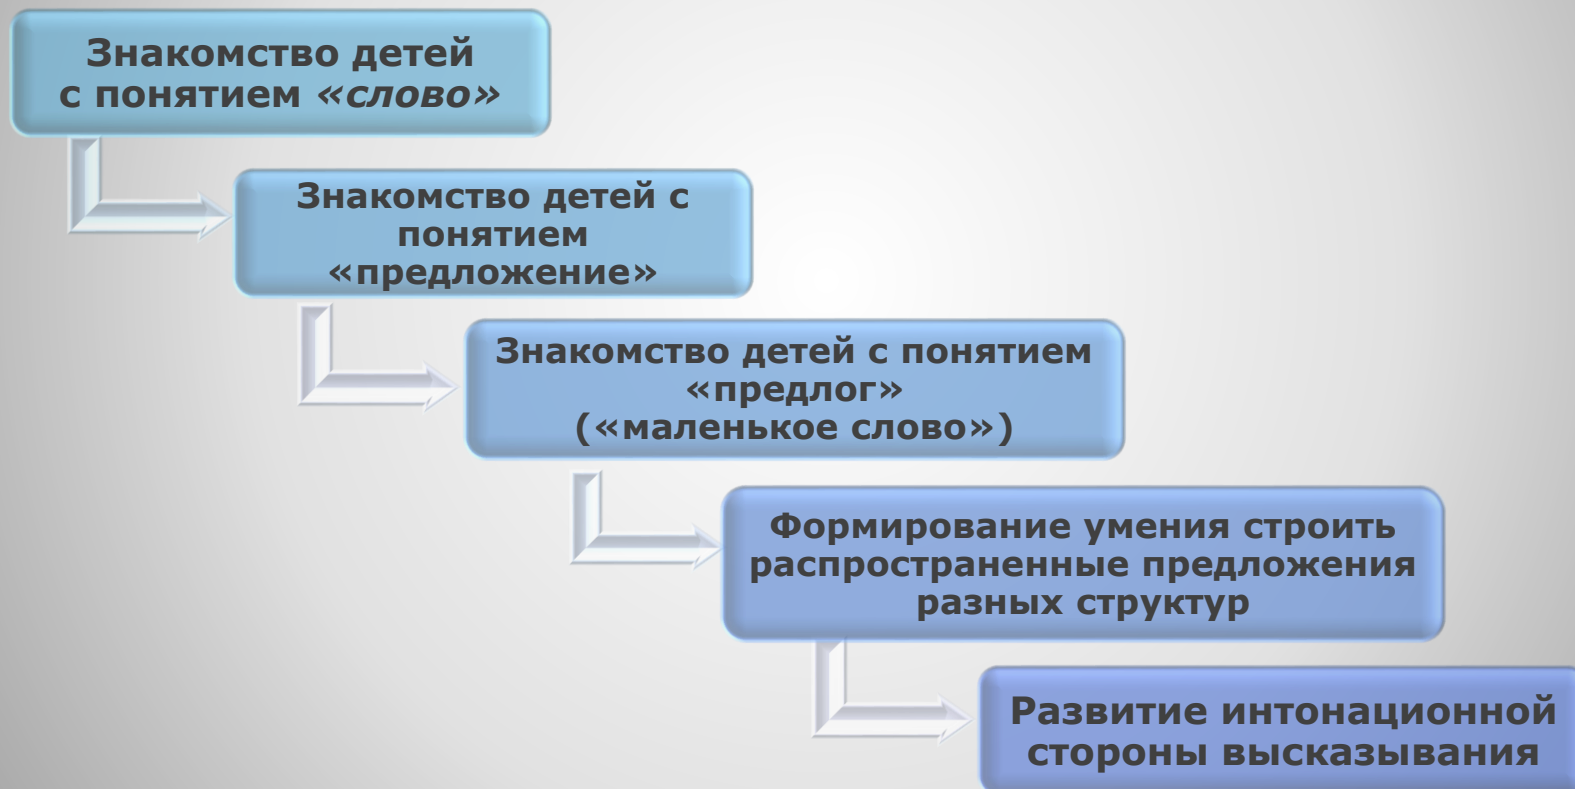 Знакомство детей
с понятием «слово»
Знакомство детей с
понятием
«предложение»
Знакомство детей с понятием
«предлог»
(«маленькое слово»)
Формирование умения строить
распространенные предложения
разных структур
Развитие интонационной
стороны высказывания